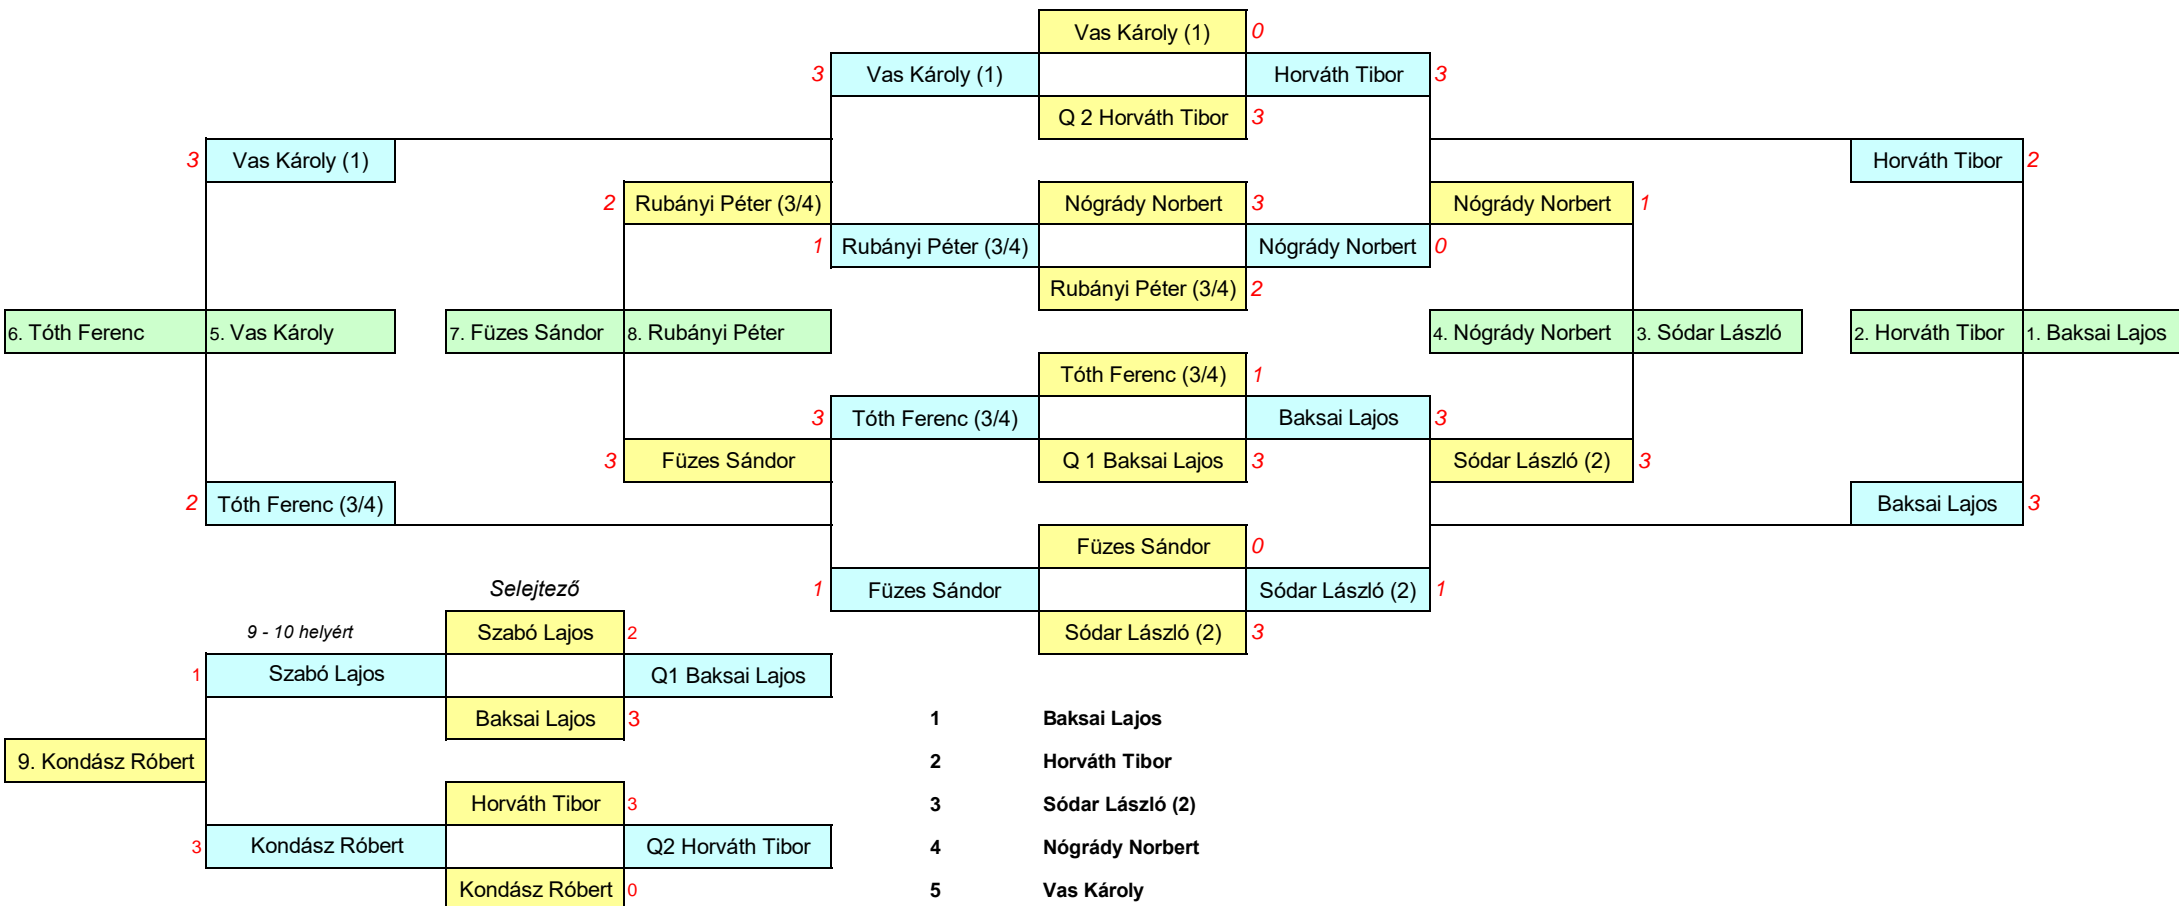 Vas Károly (1) 0
3 Vas Károly (1) Horváth Tibor 3
Q 2 Horváth Tibor 3
3 Vas Károly (1) Horváth Tibor 2
2 Rubányi Péter (3/4) Nógrády Norbert 3 Nógrády Norbert 1
1 Rubányi Péter (3/4) Nógrády Norbert 0
Rubányi Péter (3/4) 2
6. Tóth Ferenc 5. Vas Károly 7. Füzes Sándor 8. Rubányi Péter 4. Nógrády Norbert 3. Sódar László 2. Horváth Tibor 1. Baksai Lajos
Tóth Ferenc (3/4) 1
3 Tóth Ferenc (3/4) Baksai Lajos 3
3 Füzes Sándor Q 1 Baksai Lajos 3 Sódar László (2) 3
2 Tóth Ferenc (3/4) Baksai Lajos 3
Füzes Sándor 0
Selejtező 1 Füzes Sándor Sódar László (2) 1
9 - 10 helyért Szabó Lajos 2 Sódar László (2) 3
1 Szabó Lajos Q1 Baksai Lajos
Baksai Lajos 3 1 Baksai Lajos
9. Kondász Róbert 2 Horváth Tibor
Horváth Tibor 3 3 Sódar László (2)
3 Kondász Róbert Q2 Horváth Tibor 4 Nógrády Norbert
Kondász Róbert 0 5 Vas Károly